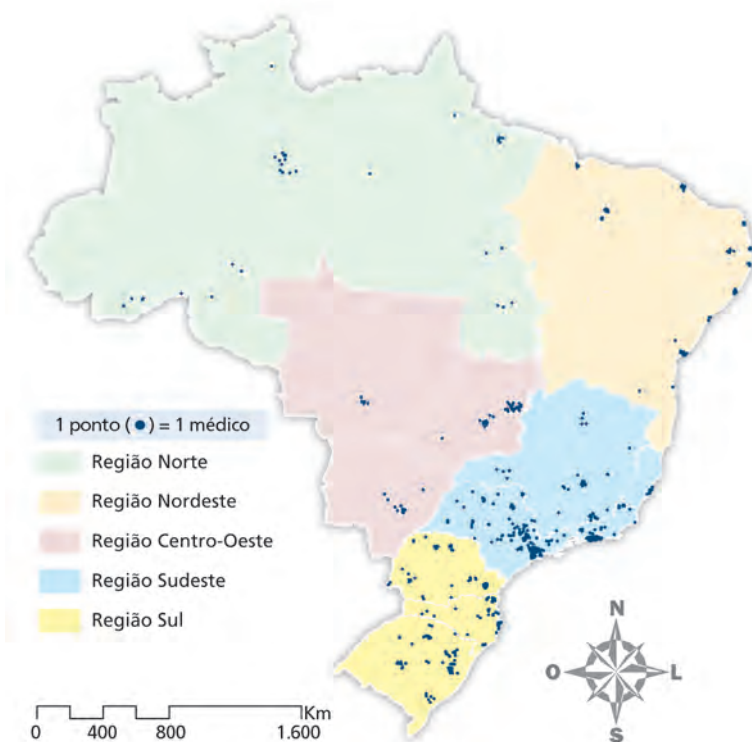 1 ponto (●) = 1 médico
Região Norte
Região Nordeste
Região Centro-Oeste
Região Sudeste
Região Sul
N
O L
S
Km
0 400 800 1.600